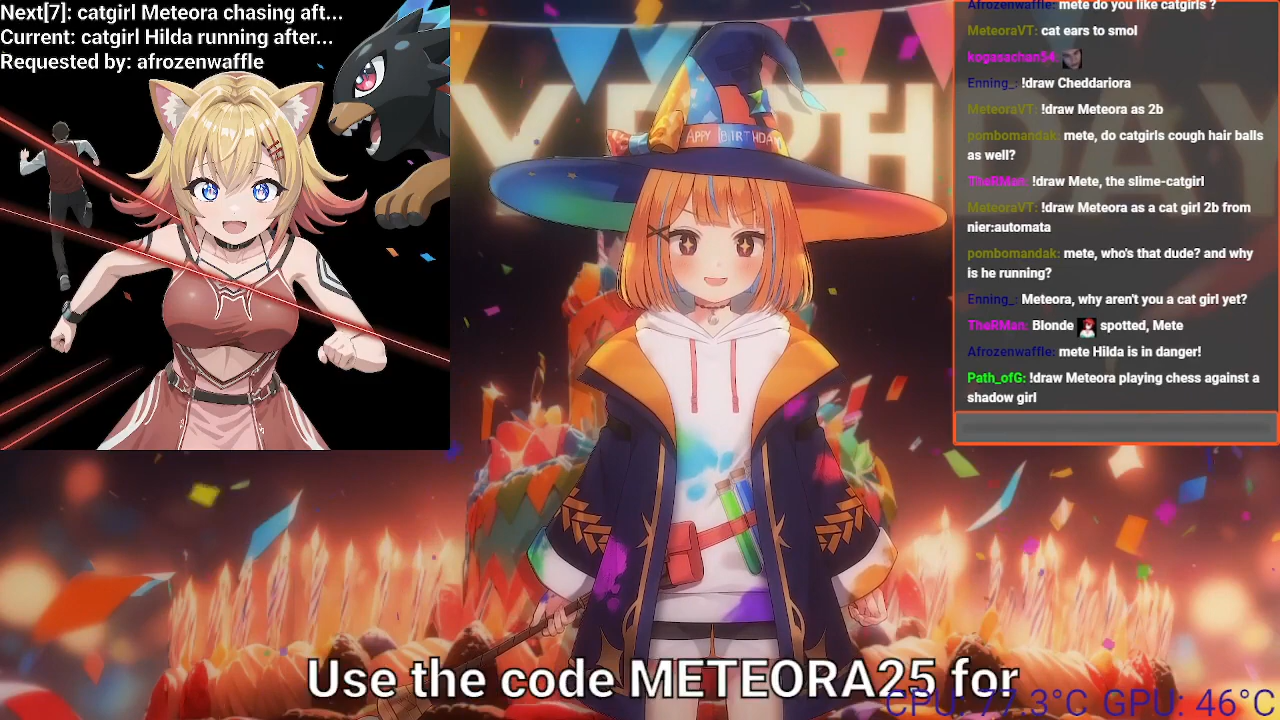 Next[7]: catgirl Meteora chasing aft...
Current: catgirl Hilda running after...
Requested by: afrozenwaffle
APPY BIRTHDAY
Afrozenwaffle: mete do you like catgirls ?
MeteoraVT: cat ears to smol
kogasachan54:
Enning_: !draw Cheddariora
MeteoraVT: !draw Meteora as 2b
pombomandak: mete, do catgirls cough hair balls
as well?
TheRMan: !draw Mete, the slime-catgirl
MeteoraVT: !draw Meteora as a cat girl 2b from
nier:automata
pombomandak: mete, who's that dude? and why
is he running?
Enning_: Meteora, why aren't you a cat girl yet?
TheRMan: Blonde spotted, Mete
Afrozenwaffle: mete Hilda is in danger!
Path_ofG: !draw Meteora playing chess against a
shadow girl
Use the code METEORA25 for
CPU: 77.3°C GPU: 46°C